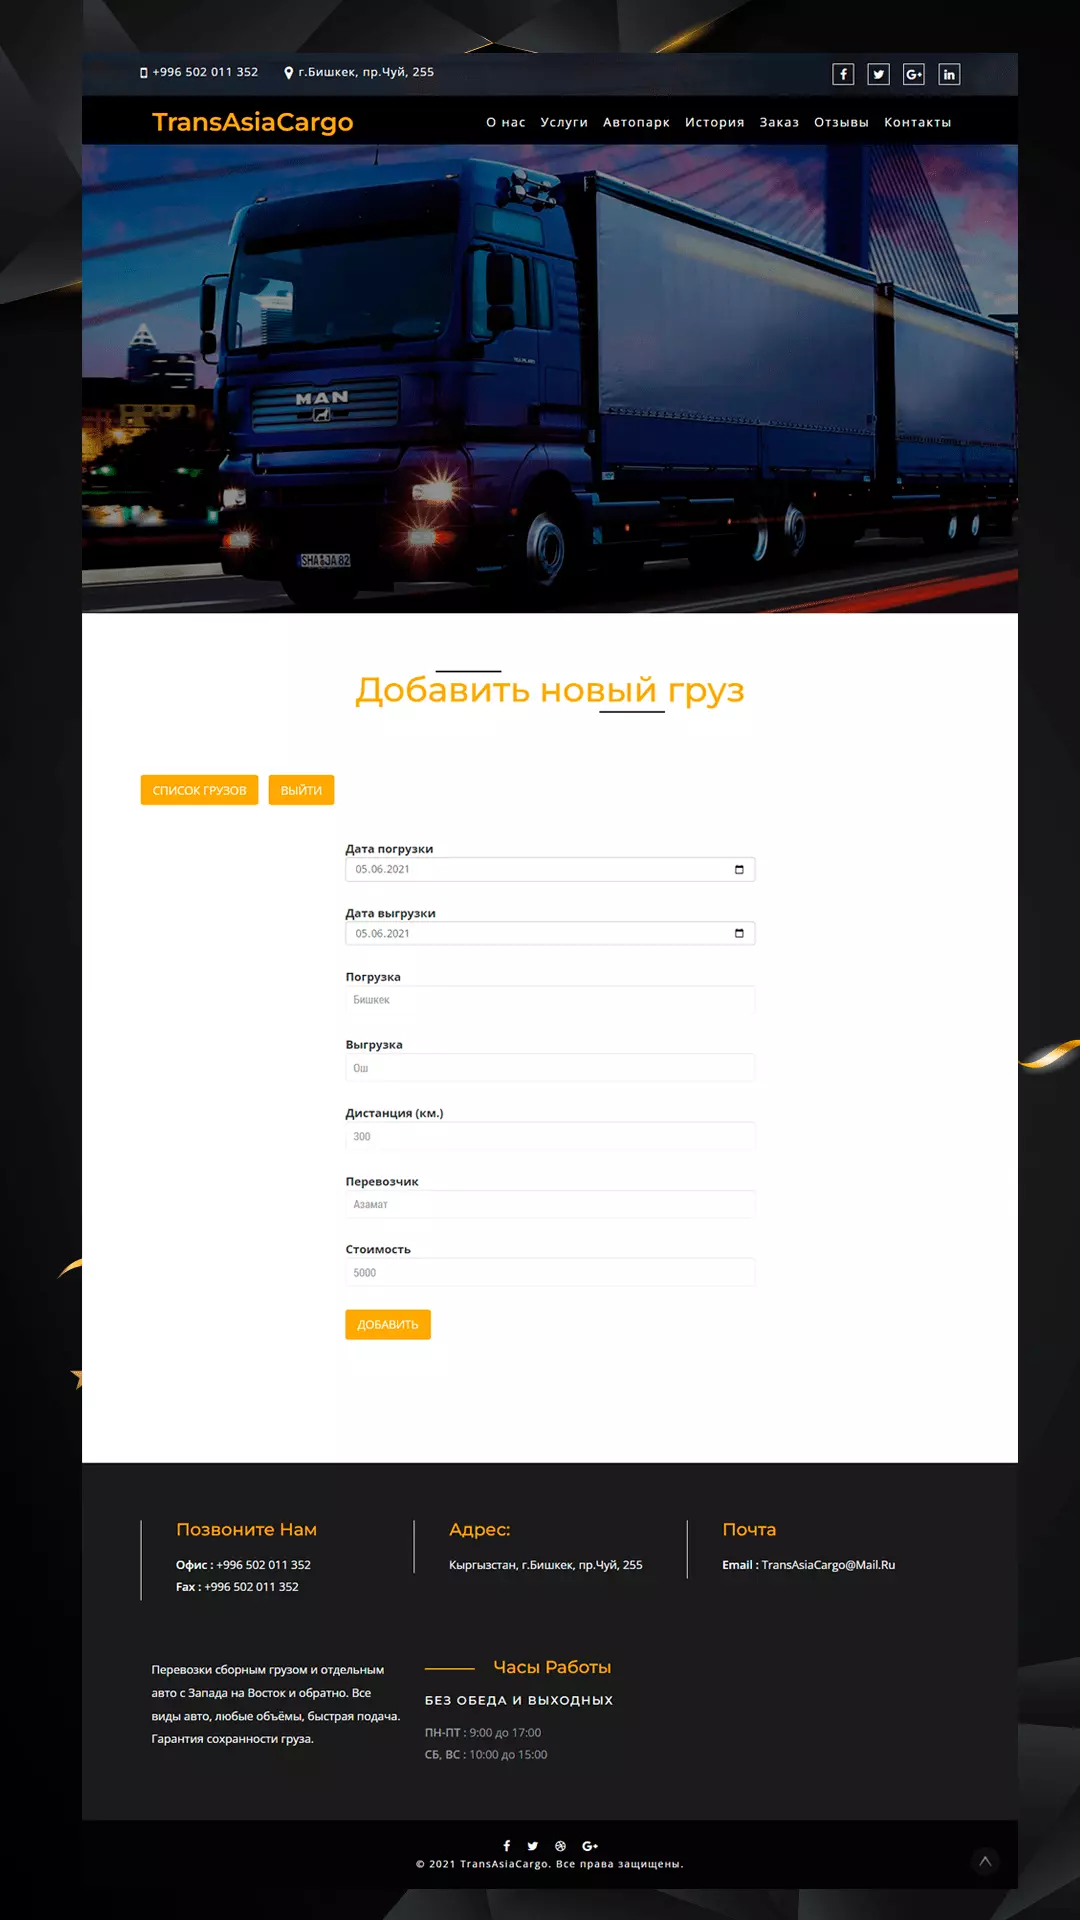 +996 502 011 352 г.Бишкек, пр.Чуй, 255
TransAsiaCargo О нас Услуги Автопарк История Заказ Отзывы Контакты
MAN
Добавить новый груз
СПИСОК ГРУЗОВ ВЫЙТИ
Дата погрузки
05.06.2021
Дата выгрузки
05.06.2021
Погрузка
Бишкек
Выгрузка
Ош
Дистанция (км.)
300
Перевозчик
Азамат
Стоимость
5000
ДОБАВИТЬ
Позвоните Нам
Офис : +996 502 011 352
Fax : +996 502 011 352
Адрес:
Кыргызстан, г.Бишкек, пр.Чуй, 255
Почта
Email : TransAsiaCargo@Mail.Ru
Перевозки сборным грузом и отдельным
авто с Запада на Восток и обратно. Все
виды авто, любые объёмы, быстрая подача.
Гарантия сохранности груза.
Часы Работы
БЕЗ ОБЕДА И ВЫХОДНЫХ
ПН-ПТ : 9:00 до 17:00
СБ, ВС : 10:00 до 15:00
© 2021 TransAsiaCargo. Все права защищены.